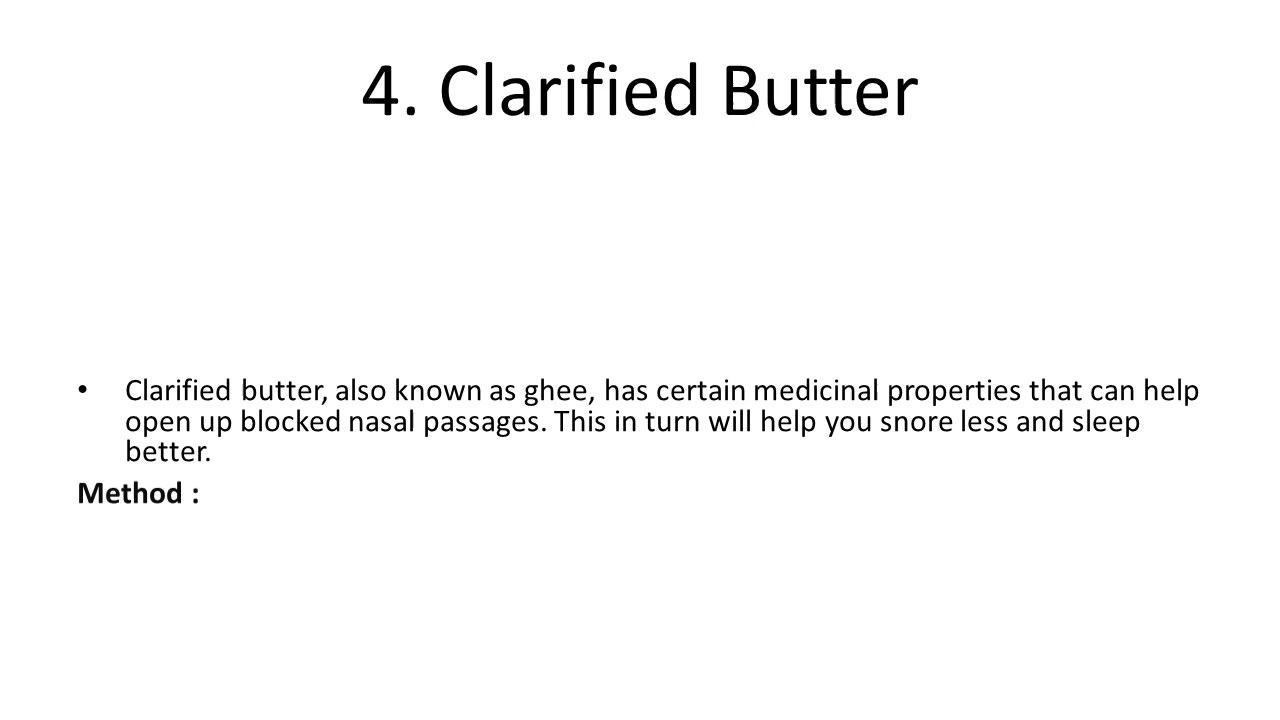 4. Clarified Butter
• Clarified butter, also known as ghee, has certain medicinal properties that can help
open up blocked nasal passages. This in turn will help you snore less and sleep
better.
Method :